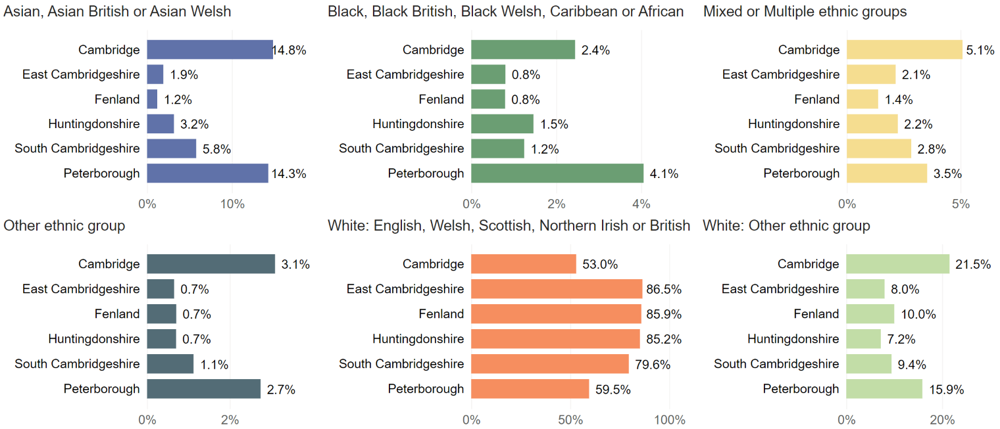 Asian, Asian British or Asian Welsh
Cambridge 14.8%
East Cambridgeshire 1.9%
Fenland 1.2%
Huntingdonshire 3.2%
South Cambridgeshire 5.8%
Peterborough 14.3%
0% 10%
Black, Black British, Black Welsh, Caribbean or African
Cambridge 2.4%
East Cambridgeshire 0.8%
Fenland 0.8%
Huntingdonshire 1.5%
South Cambridgeshire 1.2%
Peterborough 4.1%
0% 2% 4%
Mixed or Multiple ethnic groups
Cambridge 5.1%
East Cambridgeshire 2.1%
Fenland 1.4%
Huntingdonshire 2.2%
South Cambridgeshire 2.8%
Peterborough 3.5%
0% 5%
Other ethnic group
Cambridge 3.1%
East Cambridgeshire 0.7%
Fenland 0.7%
Huntingdonshire 0.7%
South Cambridgeshire 1.1%
Peterborough 2.7%
0% 2%
White: English, Welsh, Scottish, Northern Irish or British
Cambridge 53.0%
East Cambridgeshire 86.5%
Fenland 85.9%
Huntingdonshire 85.2%
South Cambridgeshire 79.6%
Peterborough 59.5%
0% 50% 100%
White: Other ethnic group
Cambridge 21.5%
East Cambridgeshire 8.0%
Fenland 10.0%
Huntingdonshire 7.2%
South Cambridgeshire 9.4%
Peterborough 15.9%
0% 20%